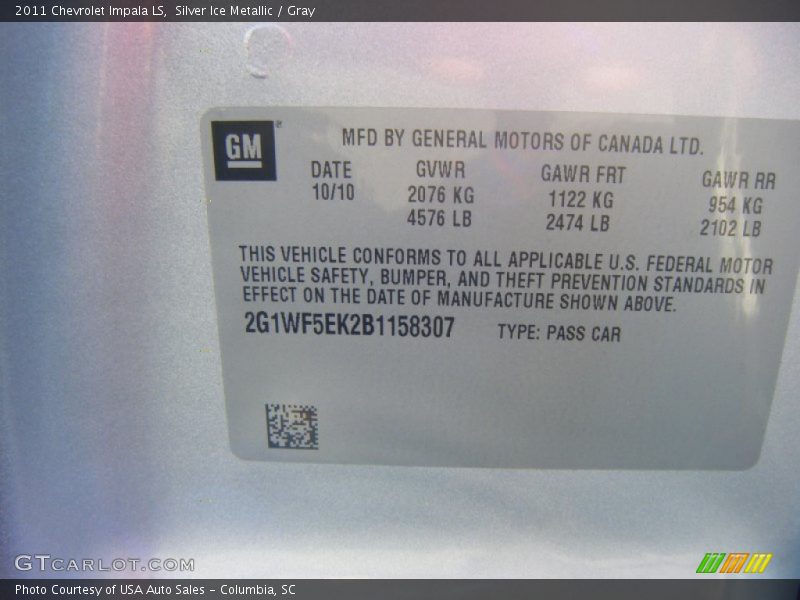 2011 Chevrolet Impala LS,  Silver Ice Metallic / Gray
GM
MFD BY GENERAL MOTORS OF CANADA LTD.
DATE GVWR GAWR FRT GAWR RR
10/10 2076 KG 1122 KG 954 KG
4576 LB 2474 LB 2102 LB
THIS VEHICLE CONFORMS TO ALL APPLICABLE U.S. FEDERAL MOTOR
VEHICLE SAFETY, BUMPER, AND THEFT PREVENTION STANDARDS IN
EFFECT ON THE DATE OF MANUFACTURE SHOWN ABOVE.
2G1WF5EK2B1158307 TYPE: PASS CAR
GTCARLOT.COM
Photo Courtesy of USA Auto Sales - Columbia, SC